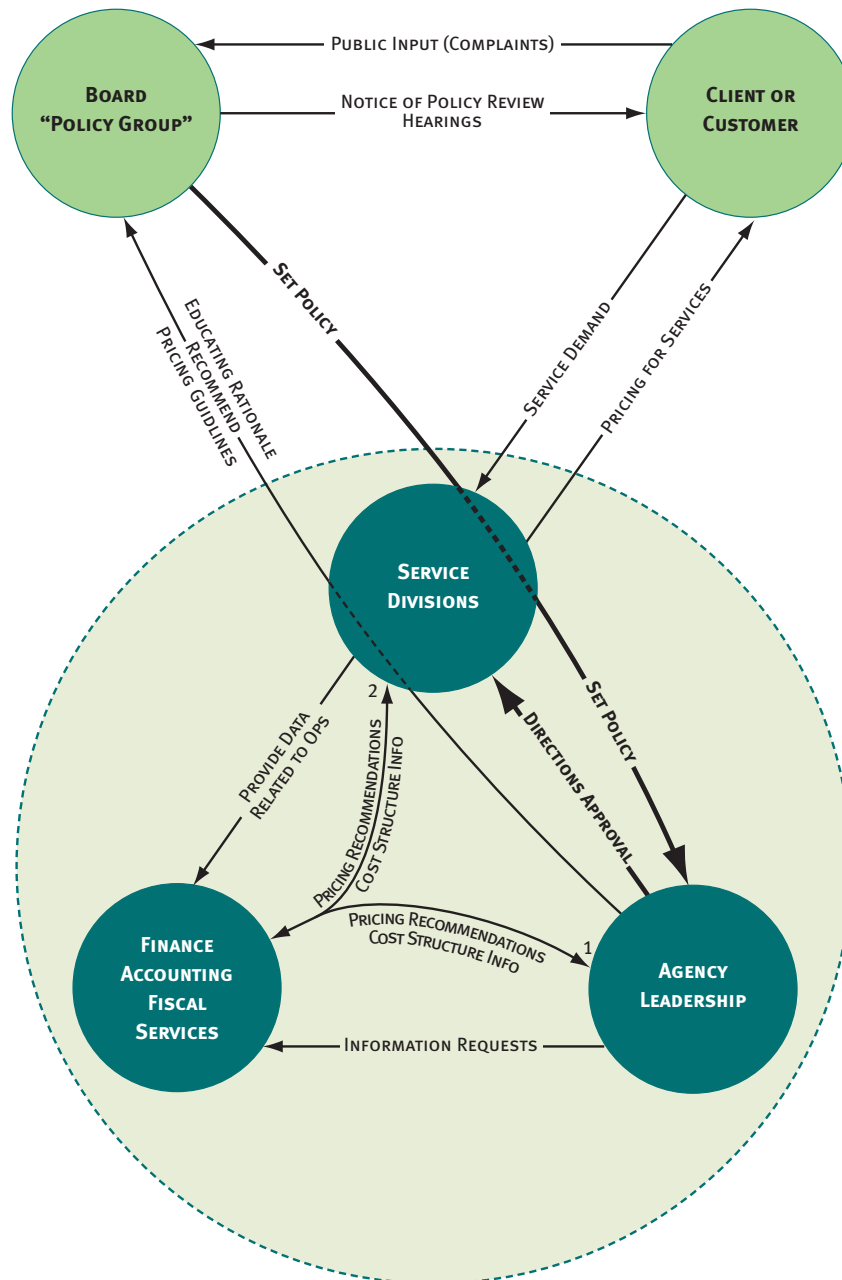 Public Input (Complaints)
Board
“Policy Group”
Notice of Policy Review
Hearings
Client or
Customer
Set Policy
Educating Rationale
Recommend
Pricing Guidlines
Service Demand
Pricing for Services
Service
Divisions
2
Set Policy
Directions Approval
Provide Data
Related to Ops
Pricing Recommendations
Cost Structure Info
Pricing Recommendations
Cost Structure Info
1
Finance
Accounting
Fiscal
Services
Agency
Leadership
Information Requests